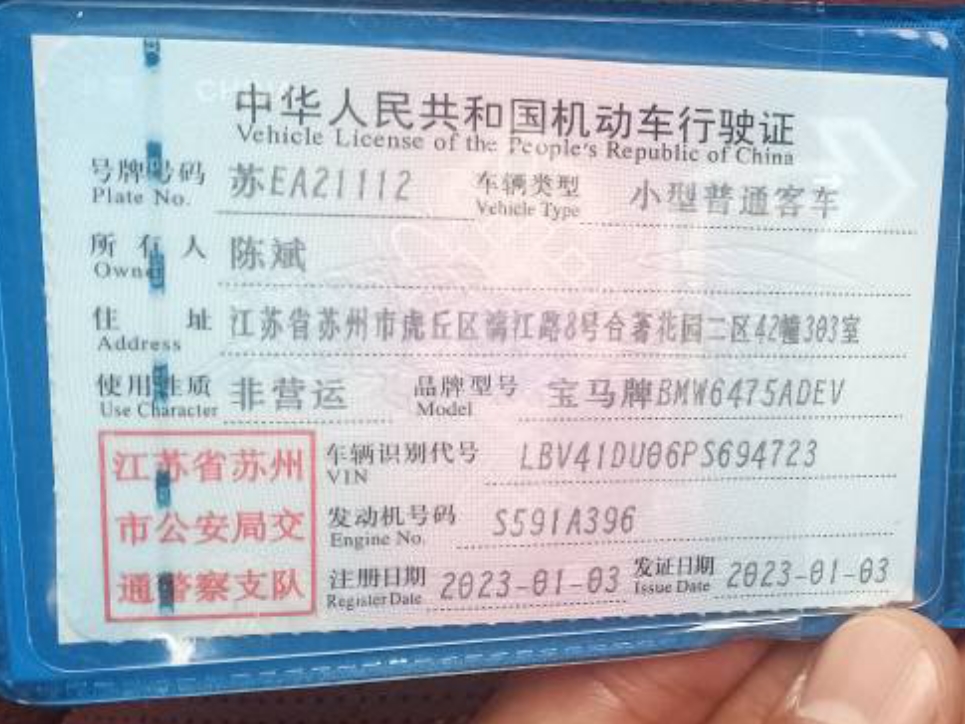 中华人民共和国机动车行驶证
Vehicle License of the People's Republic of China
号牌号码 苏EA21112 车辆类型 小型普通客车
Plate No. Vehicle Type
所有人 陈斌
Owner
住址 江苏省苏州市虎丘区漓江路8号合著花园二区42幢303室
Address
使用性质 非营运 品牌型号 宝马牌BMW6475ADEV
Use Character Model
江苏省苏州 车辆识别代号 LBV41DU06PS694723
VIN
市公安局交 发动机号码 S591A396
Engine No.
通警察支队 注册日期 2023-01-03 发证日期 2023-01-03
Register Date Issue Date